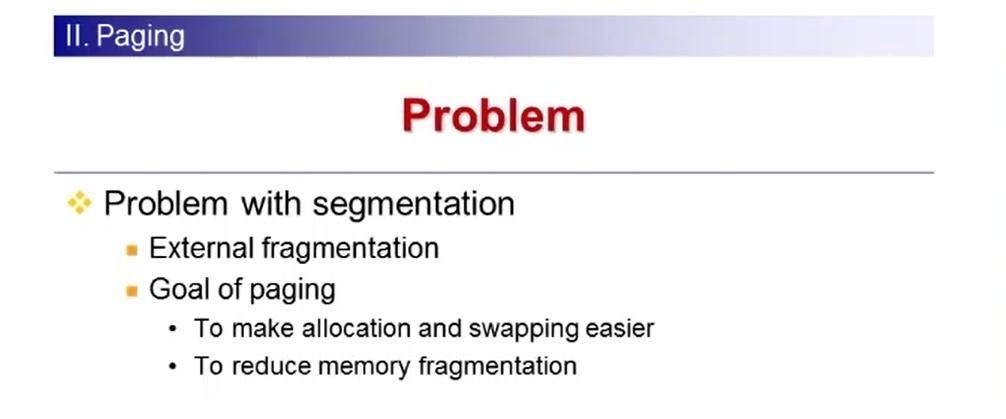 II. Paging
Problem
Problem with segmentation
External fragmentation
Goal of paging
• To make allocation and swapping easier
• To reduce memory fragmentation